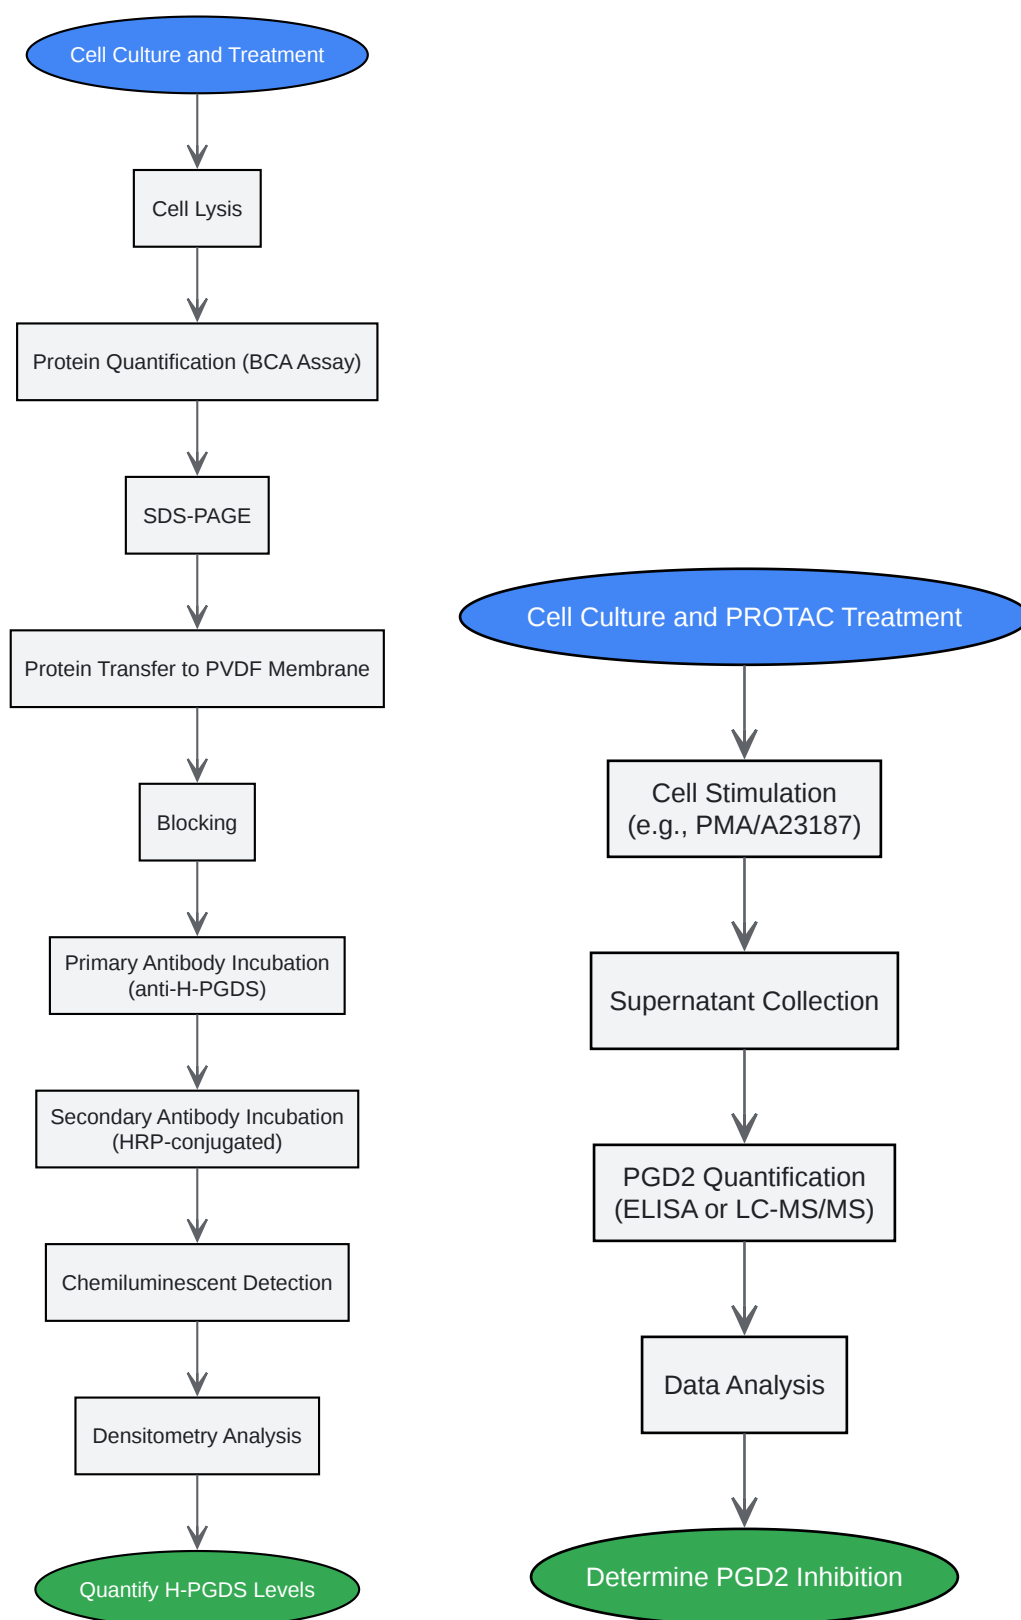 Cell Culture and Treatment
Cell Lysis
Protein Quantification (BCA Assay)
SDS-PAGE
Protein Transfer to PVDF Membrane
Blocking
Primary Antibody Incubation
(anti-H-PGDS)
Secondary Antibody Incubation
(HRP-conjugated)
Chemiluminescent Detection
Densitometry Analysis
Quantify H-PGDS Levels
Cell Culture and PROTAC Treatment
Cell Stimulation
(e.g., PMA/A23187)
Supernatant Collection
PGD2 Quantification
(ELISA or LC-MS/MS)
Data Analysis
Determine PGD2 Inhibition